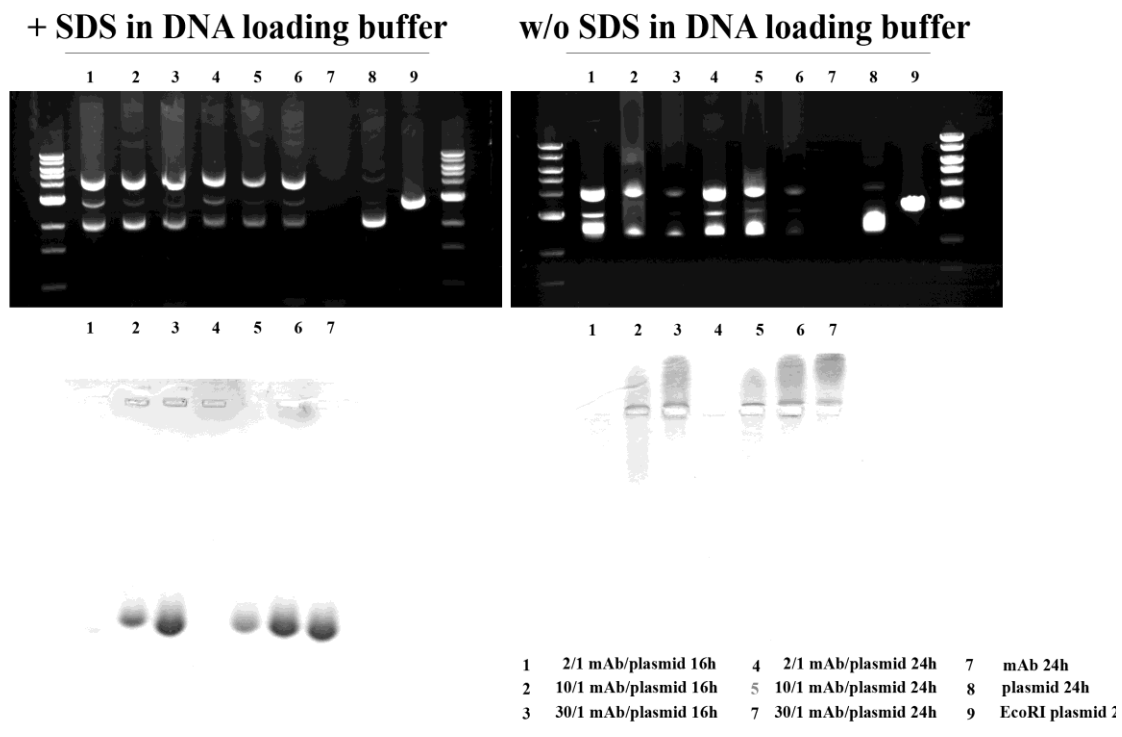 + SDS in DNA loading buffer
w/o SDS in DNA loading buffer
1 2 3 4 5 6 7 8 9
1 2 3 4 5 6 7 8 9
1 2 3 4 5 6 7
1 2 3 4 5 6 7
1 2/1 mAb/plasmid 16h 4 2/1 mAb/plasmid 24h 7 mAb 24h
2 10/1 mAb/plasmid 16h 5 10/1 mAb/plasmid 24h 8 plasmid 24h
3 30/1 mAb/plasmid 16h 7 30/1 mAb/plasmid 24h 9 EcoRI plasmid 2